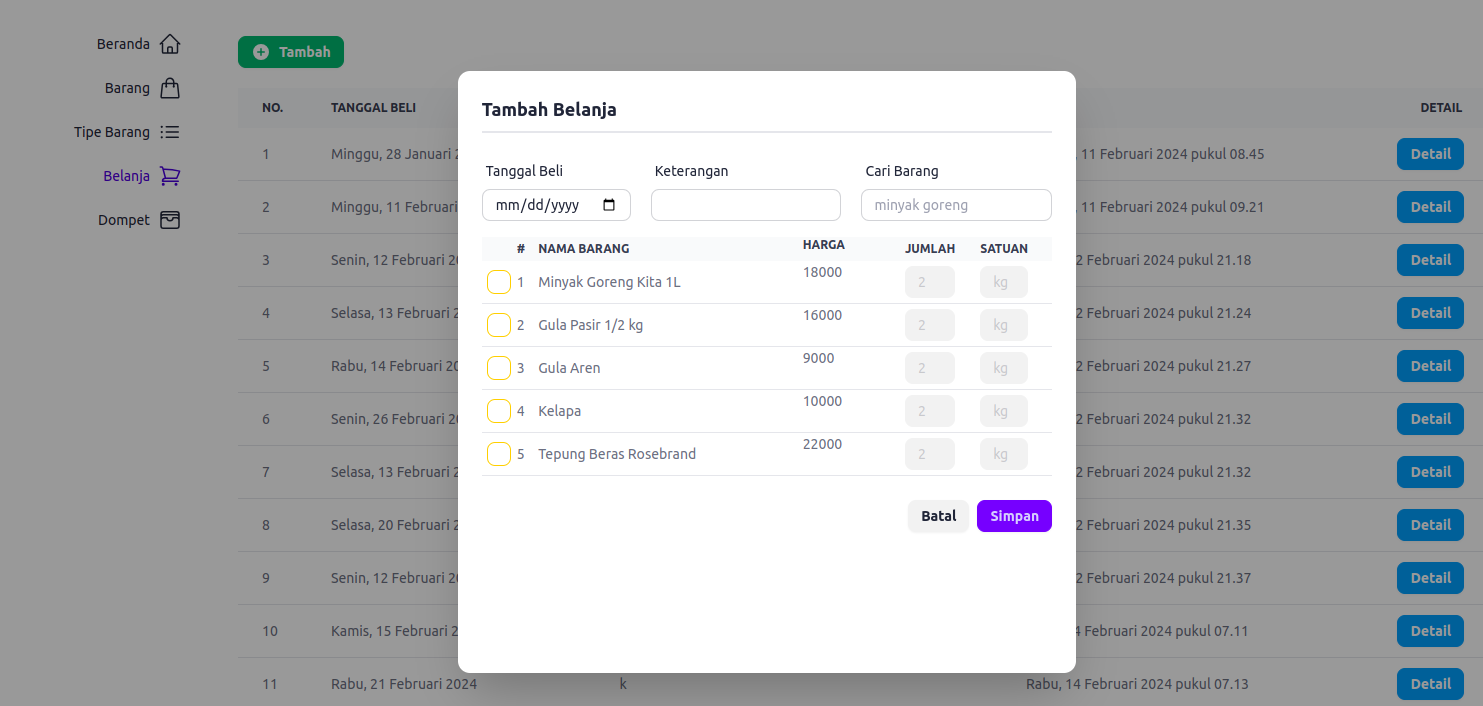 Beranda
Barang
Tipe Barang
Belanja
Dompet
Tambah
NO. TANGGAL BELI DETAIL
1 Minggu, 28 Januari 11 Februari 2024 pukul 08.45 Detail
2 Minggu, 11 Februari 11 Februari 2024 pukul 09.21 Detail
3 Senin, 12 Februari 2 Februari 2024 pukul 21.18 Detail
4 Selasa, 13 Februari 2 Februari 2024 pukul 21.24 Detail
5 Rabu, 14 Februari 2 Februari 2024 pukul 21.27 Detail
6 Senin, 26 Februari 2 Februari 2024 pukul 21.32 Detail
7 Selasa, 13 Februari 2 Februari 2024 pukul 21.32 Detail
8 Selasa, 20 Februari 2 Februari 2024 pukul 21.35 Detail
9 Senin, 12 Februari 2 Februari 2024 pukul 21.37 Detail
10 Kamis, 15 Februari 4 Februari 2024 pukul 07.11 Detail
11 Rabu, 21 Februari 2024 k Rabu, 14 Februari 2024 pukul 07.13 Detail
Tambah Belanja
Tanggal Beli Keterangan Cari Barang
mm/dd/yyyy minyak goreng
# NAMA BARANG HARGA JUMLAH SATUAN
1 Minyak Goreng Kita 1L 18000 2 kg
2 Gula Pasir 1/2 kg 16000 2 kg
3 Gula Aren 9000 2 kg
4 Kelapa 10000 2 kg
5 Tepung Beras Rosebrand 22000 2 kg
Batal Simpan